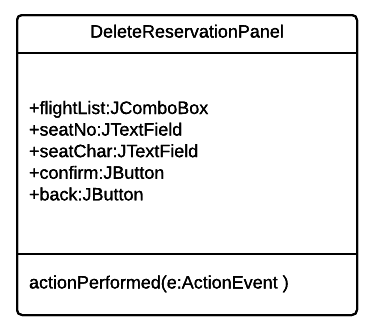 DeleteReservationPanel
+flightList:JComboBox
+seatNo:JTextField
+seatChar:JTextField
+confirm:JButton
+back:JButton
actionPerformed(e:ActionEvent )